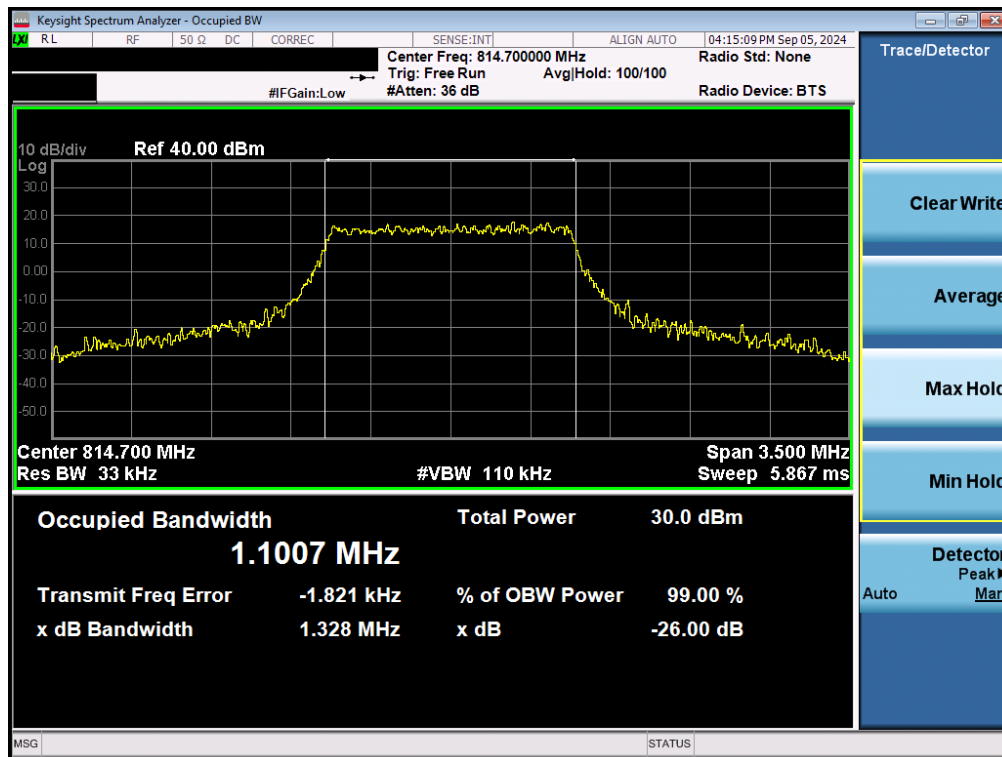 Keysight Spectrum Analyzer - Occupied BW
LXI RL RF 50 Ω DC CORREC SENSE:INT ALIGN AUTO 04:15:09 PM Sep 05, 2024
Center Freq: 814.700000 MHz Radio Std: None
Trig: Free Run Avg|Hold: 100/100
#IFGain:Low #Atten: 36 dB Radio Device: BTS
Trace/Detector
10 dB/div Ref 40.00 dBm
Log
30.0
20.0
10.0
0.00
-10.0
-20.0
-30.0
-40.0
-50.0
Center 814.700 MHz Span 3.500 MHz
Res BW 33 kHz #VBW 110 kHz Sweep 5.867 ms
Occupied Bandwidth Total Power 30.0 dBm
1.1007 MHz
Transmit Freq Error -1.821 kHz % of OBW Power 99.00 %
x dB Bandwidth 1.328 MHz x dB -26.00 dB
Clear Write
Average
Max Hold
Min Hold
Detector
Peak
Auto Man
MSG STATUS